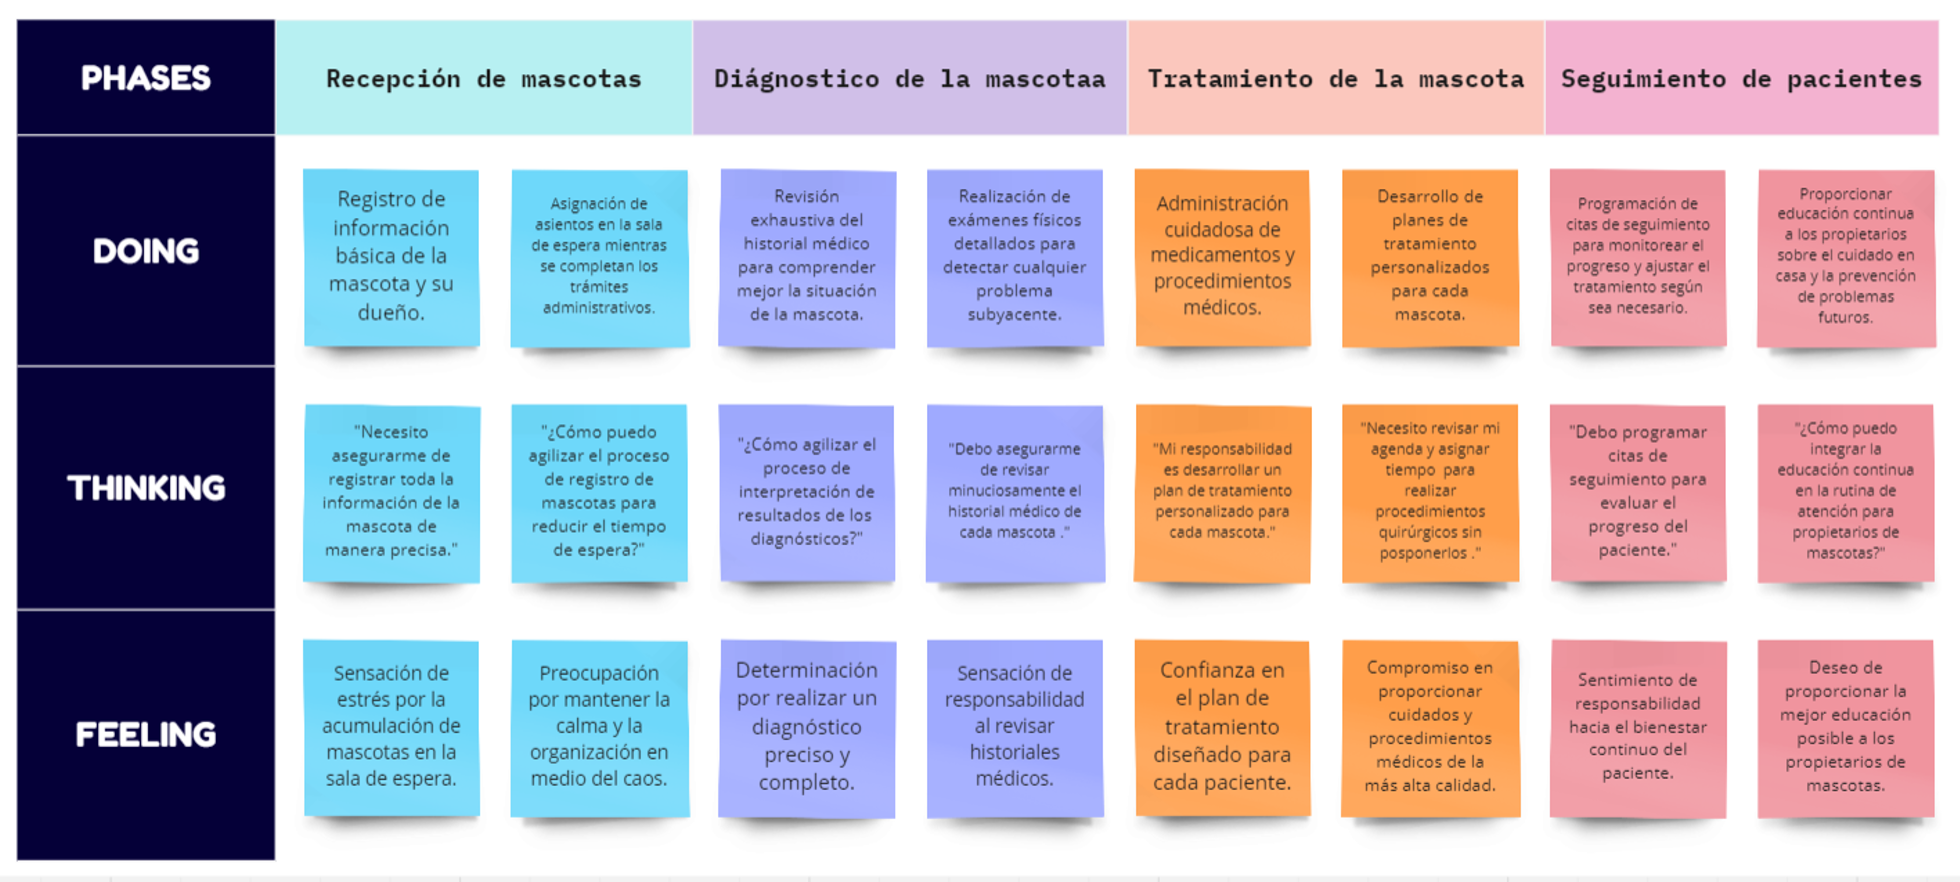 PHASES
Recepción de mascotas
Diágnostico de la mascotaa
Tratamiento de la mascota
Seguimiento de pacientes
DOING
Registro de
información
básica de la
mascota y su
dueño.
Asignación de
asientos en la sala
de espera mientras
se completan los
trámites
administrativos.
Revisión
exhaustiva del
historial médico
para comprender
mejor la situación
de la mascota.
Realización de
exámenes físicos
detallados para
detectar cualquier
problema
subyacente.
Administración
cuidadosa de
medicamentos y
procedimientos
médicos.
Desarrollo de
planes de
tratamiento
personalizados
para cada
mascota.
Programación de
citas de seguimiento
para monitorear el
progreso y ajustar el
tratamiento según
sea necesario.
Proporcionar
educación continua
a los propietarios
sobre el cuidado en
casa y la prevención
de problemas
futuros.
THINKING
"Necesito
asegurarme de
registrar toda la
información de la
mascota de
manera precisa."
"¿Cómo puedo
agilizar el proceso
de registro de
mascotas para
reducir el tiempo
de espera?"
"¿Cómo agilizar el
proceso de
interpretación de
resultados de los
diagnósticos?"
"Debo asegurarme
de revisar
minuciosamente el
historial médico de
cada mascota ."
"Mi responsabilidad
es desarrollar un
plan de tratamiento
personalizado para
cada mascota."
"Necesito revisar mi
agenda y asignar
tiempo  para
realizar
procedimientos
quirúrgicos sin
posponerlos ."
"Debo programar
citas de
seguimiento para
evaluar el
progreso del
paciente."
"¿Cómo puedo
integrar la
educación continua
en la rutina de
atención para
propietarios de
mascotas?"
FEELING
Sensación de
estrés por la
acumulación de
mascotas en la
sala de espera.
Preocupación
por mantener la
calma y la
organización en
medio del caos.
Determinación
por realizar un
diagnóstico
preciso y
completo.
Sensación de
responsabilidad
al revisar
historiales
médicos.
Confianza en
el plan de
tratamiento
diseñado para
cada paciente.
Compromiso en
proporcionar
cuidados y
procedimientos
médicos de la
más alta calidad.
Sentimiento de
responsabilidad
hacia el bienestar
continuo del
paciente.
Deseo de
proporcionar la
mejor educación
posible a los
propietarios de
mascotas.